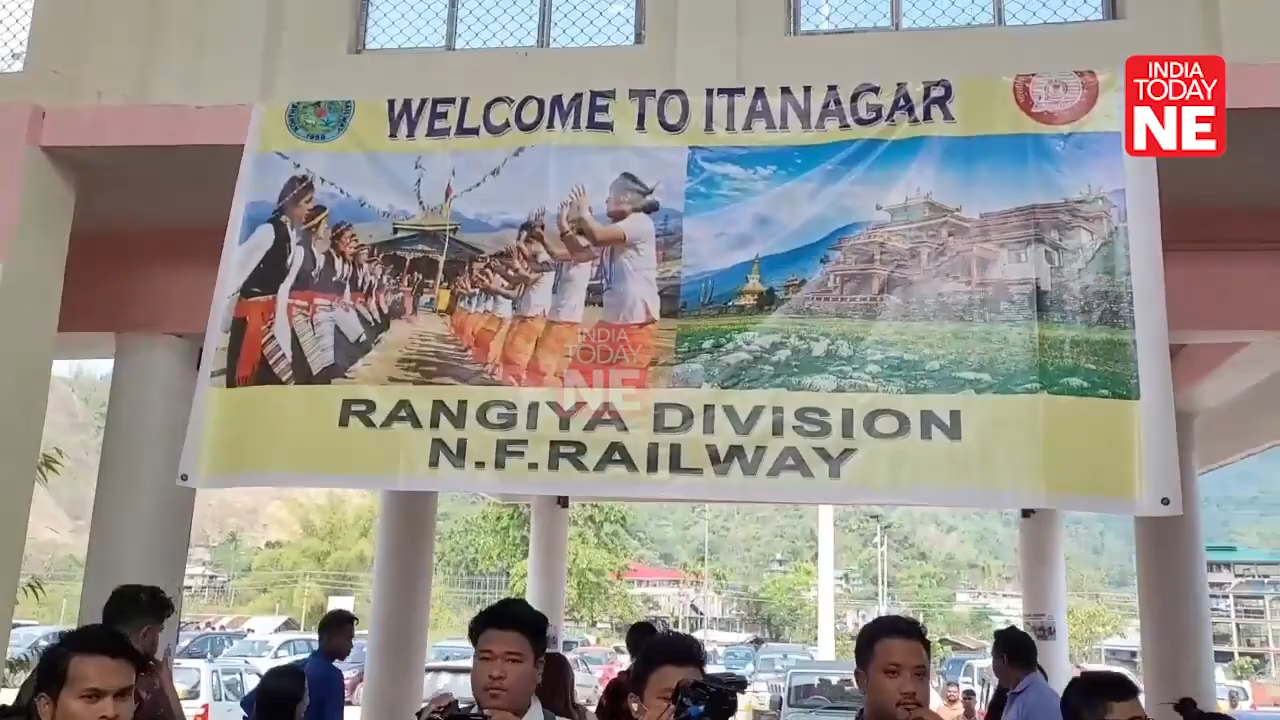 WELCOME TO ITANAGAR
INDIA
TODAY
NE
INDIA
TODAY
NE
RANGIYA DIVISION
N.F.RAILWAY